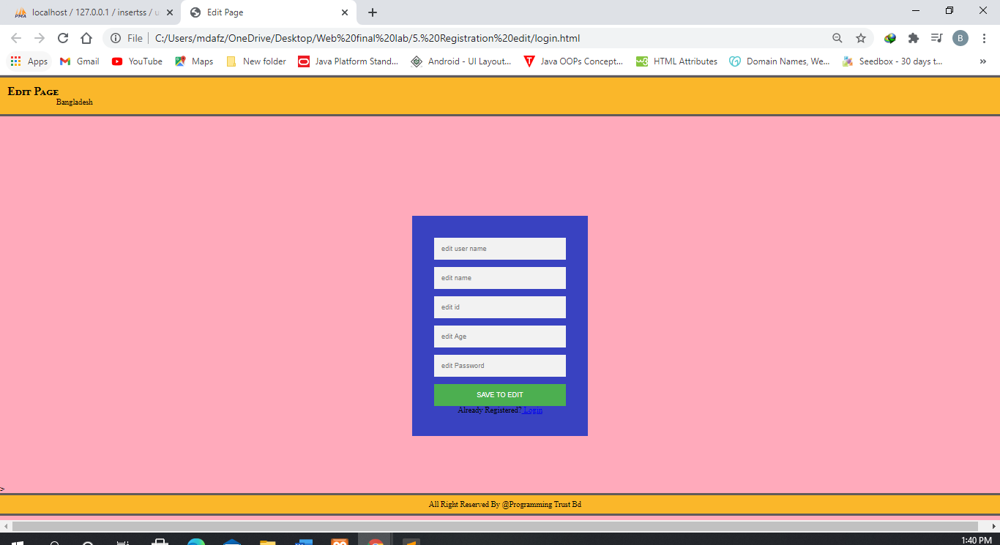 localhost / 127.0.0.1 / insertss / u
Edit Page
File
C:/Users/mdafz/OneDrive/Desktop/Web%20final%20lab/5.%20Registration%20edit/login.html
B
Apps
Gmail
YouTube
Maps
New folder
Java Platform Stand...
Android - UI Layout...
Java OOPs Concept...
HTML Attributes
Domain Names, We...
Seedbox - 30 days t...
»
Edit Page
Bangladesh
edit user name
edit name
edit id
edit Age
edit Password
SAVE TO EDIT
Already Registered? Login
>
All Right Reserved By @Programming Trust Bd
1:40 PM